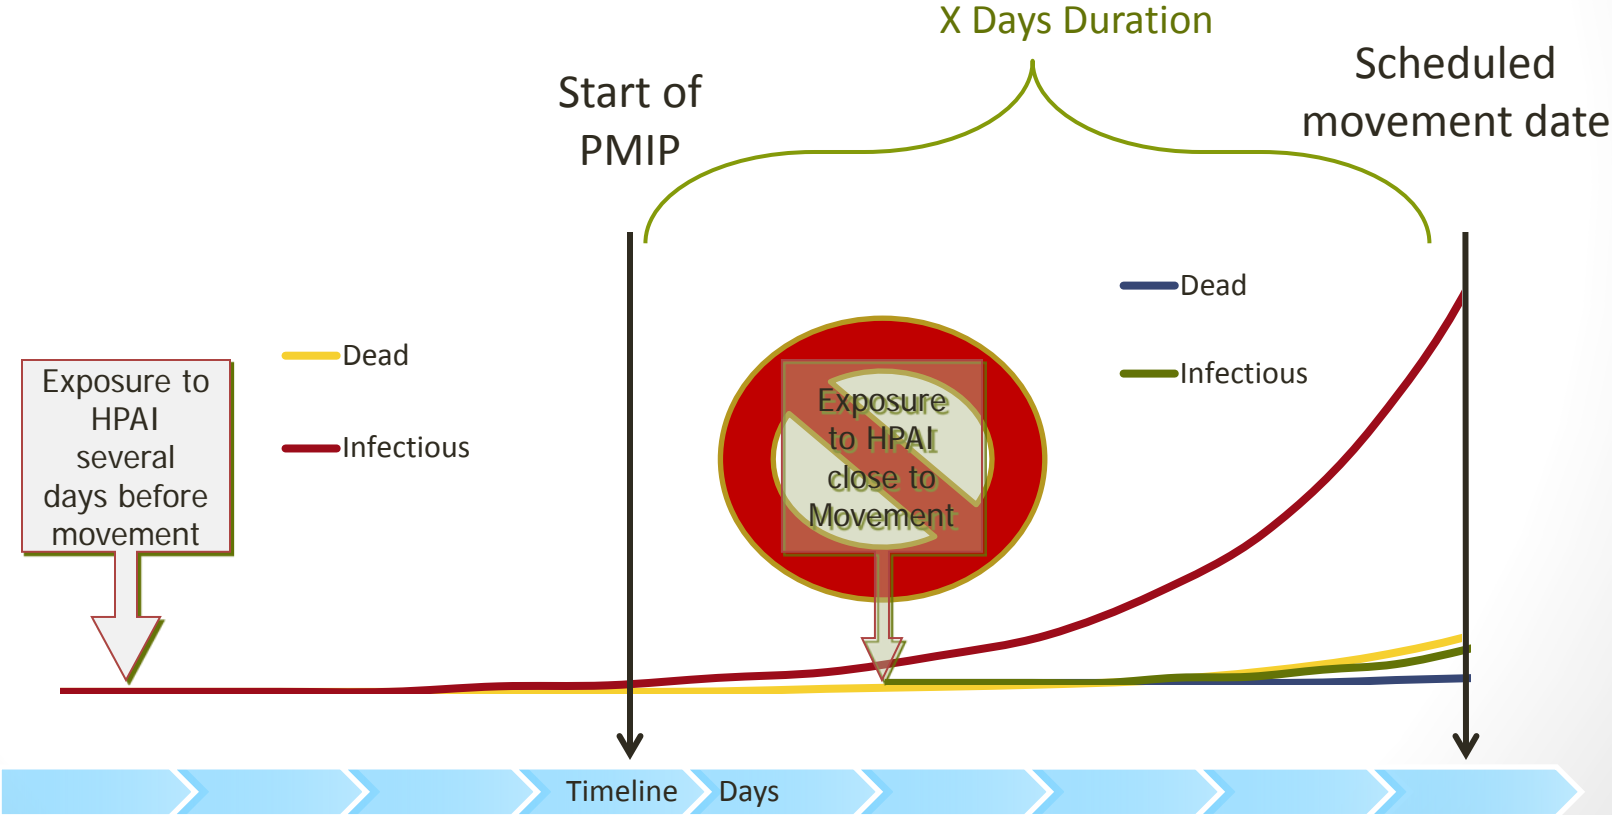 X Days Duration
Start of
PMIP
Scheduled
movement date
Dead
Infectious
Exposure to
HPAI
several
days before
movement
Dead
Infectious
Exposure
to HPAI
close to
Movement
Timeline
Days